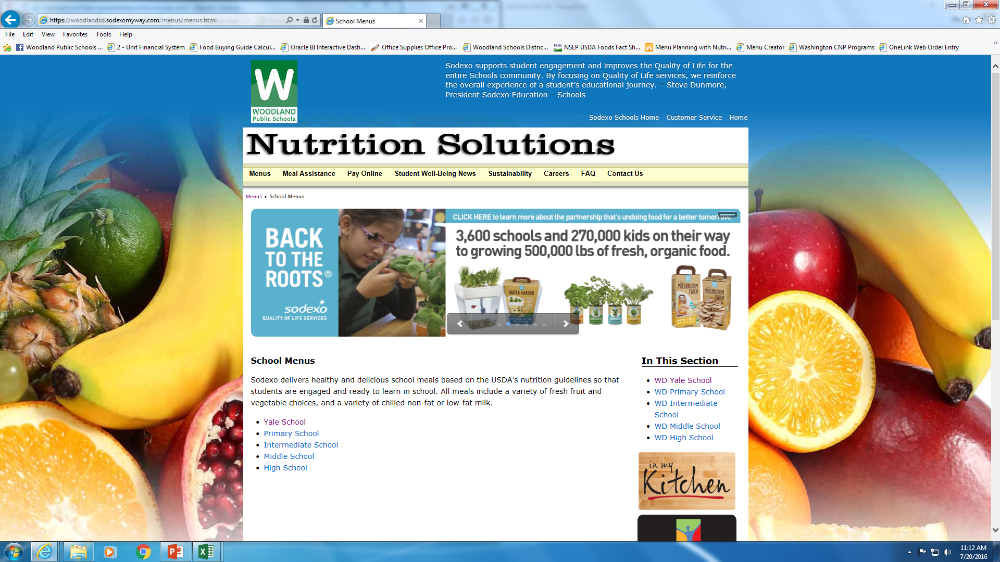 https://woodlandsd.sodexomyway.com/menus/menus.html
School Menus
File Edit View Favorites Tools Help
Woodland Public Schools ... 2 - Unit Financial System Food Buying Guide Calcul... Oracle BI Interactive Dash... Office Supplies Office Pro... Woodland Schools Distric... NSLP USDA Foods Fact Sh... Menu Planning with Nutri... Menu Creator Washington CNP Programs OneLink Web Order Entry
W
WOODLAND
Public Schools
Sodexo supports student engagement and improves the Quality of Life for the
entire Schools community. By focusing on Quality of Life services, we reinforce
the overall experience of a student’s educational journey. – Steve Dunmore,
President Sodexo Education – Schools
Sodexo Schools Home Customer Service Home
Nutrition Solutions
Menus Meal Assistance Pay Online Student Well-Being News Sustainability Careers FAQ Contact Us
Menus > School Menus
BACK
TO THE
ROOTS®
sodexo
QUALITY OF LIFE SERVICES
CLICK HERE to learn more about the partnership that's undoing food for a better tomorrow.
3,600 schools and 270,000 kids on their way
to growing 500,000 lbs of fresh, organic food.
WATER GARDEN
MUSHROOM FARM
MUSHROOM FARM
School Menus
Sodexo delivers healthy and delicious school meals based on the USDA’s nutrition guidelines so that
students are engaged and ready to learn in school. All meals include a variety of fresh fruit and
vegetable choices, and a variety of chilled non-fat or low-fat milk.
Yale School
Primary School
Intermediate School
Middle School
High School
In This Section
WD Yale School
WD Primary School
WD Intermediate
School
WD Middle School
WD High School
in my
Kitchen
11:12 AM
7/20/2016